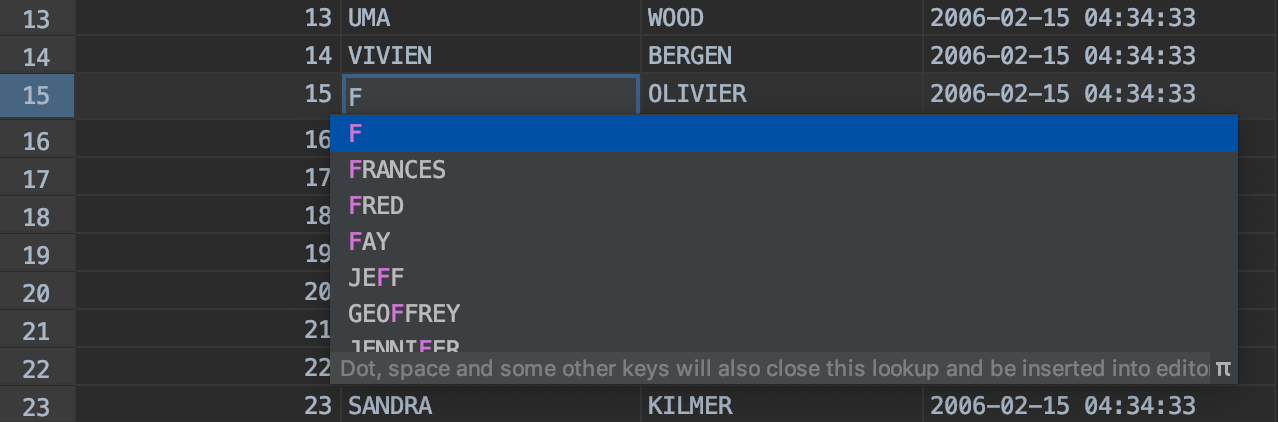 13 13 UMA WOOD 2006-02-15 04:34:33
14 14 VIVIEN BERGEN 2006-02-15 04:34:33
15 15 F OLIVIER 2006-02-15 04:34:33
F
16 16
FRANCES
17 17
FRED
18 18
FAY
19 19
JEFF
20 20
GEOFFREY
21 21
JENNIFER
22 22 Dot, space and some other keys will also close this lookup and be inserted into edito π
23 23 SANDRA KILMER 2006-02-15 04:34:33